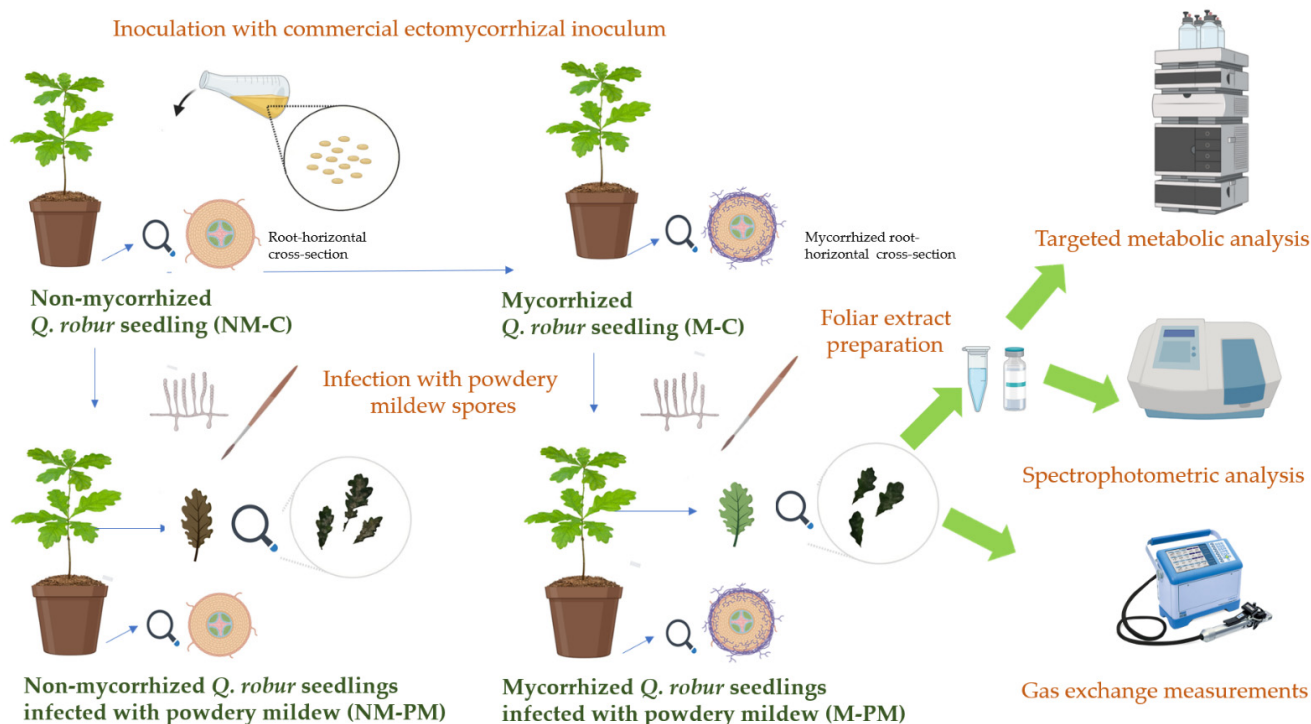 Inoculation with commercial ectomycorrhizal inoculum
Root-horizontal
cross-section
Mycorrhized root-
horizontal cross-section
Targeted metabolic analysis
Non-mycorrhized
Q. robur seedling (NM-C)
Mycorrhized
Q. robur seedling (M-C)
Foliar extract
preparation
Infection with powdery
mildew spores
Spectrophotometric analysis
Non-mycorrhized Q. robur seedlings
infected with powdery mildew (NM-PM)
Mycorrhized Q. robur seedlings
infected with powdery mildew (M-PM)
Gas exchange measurements